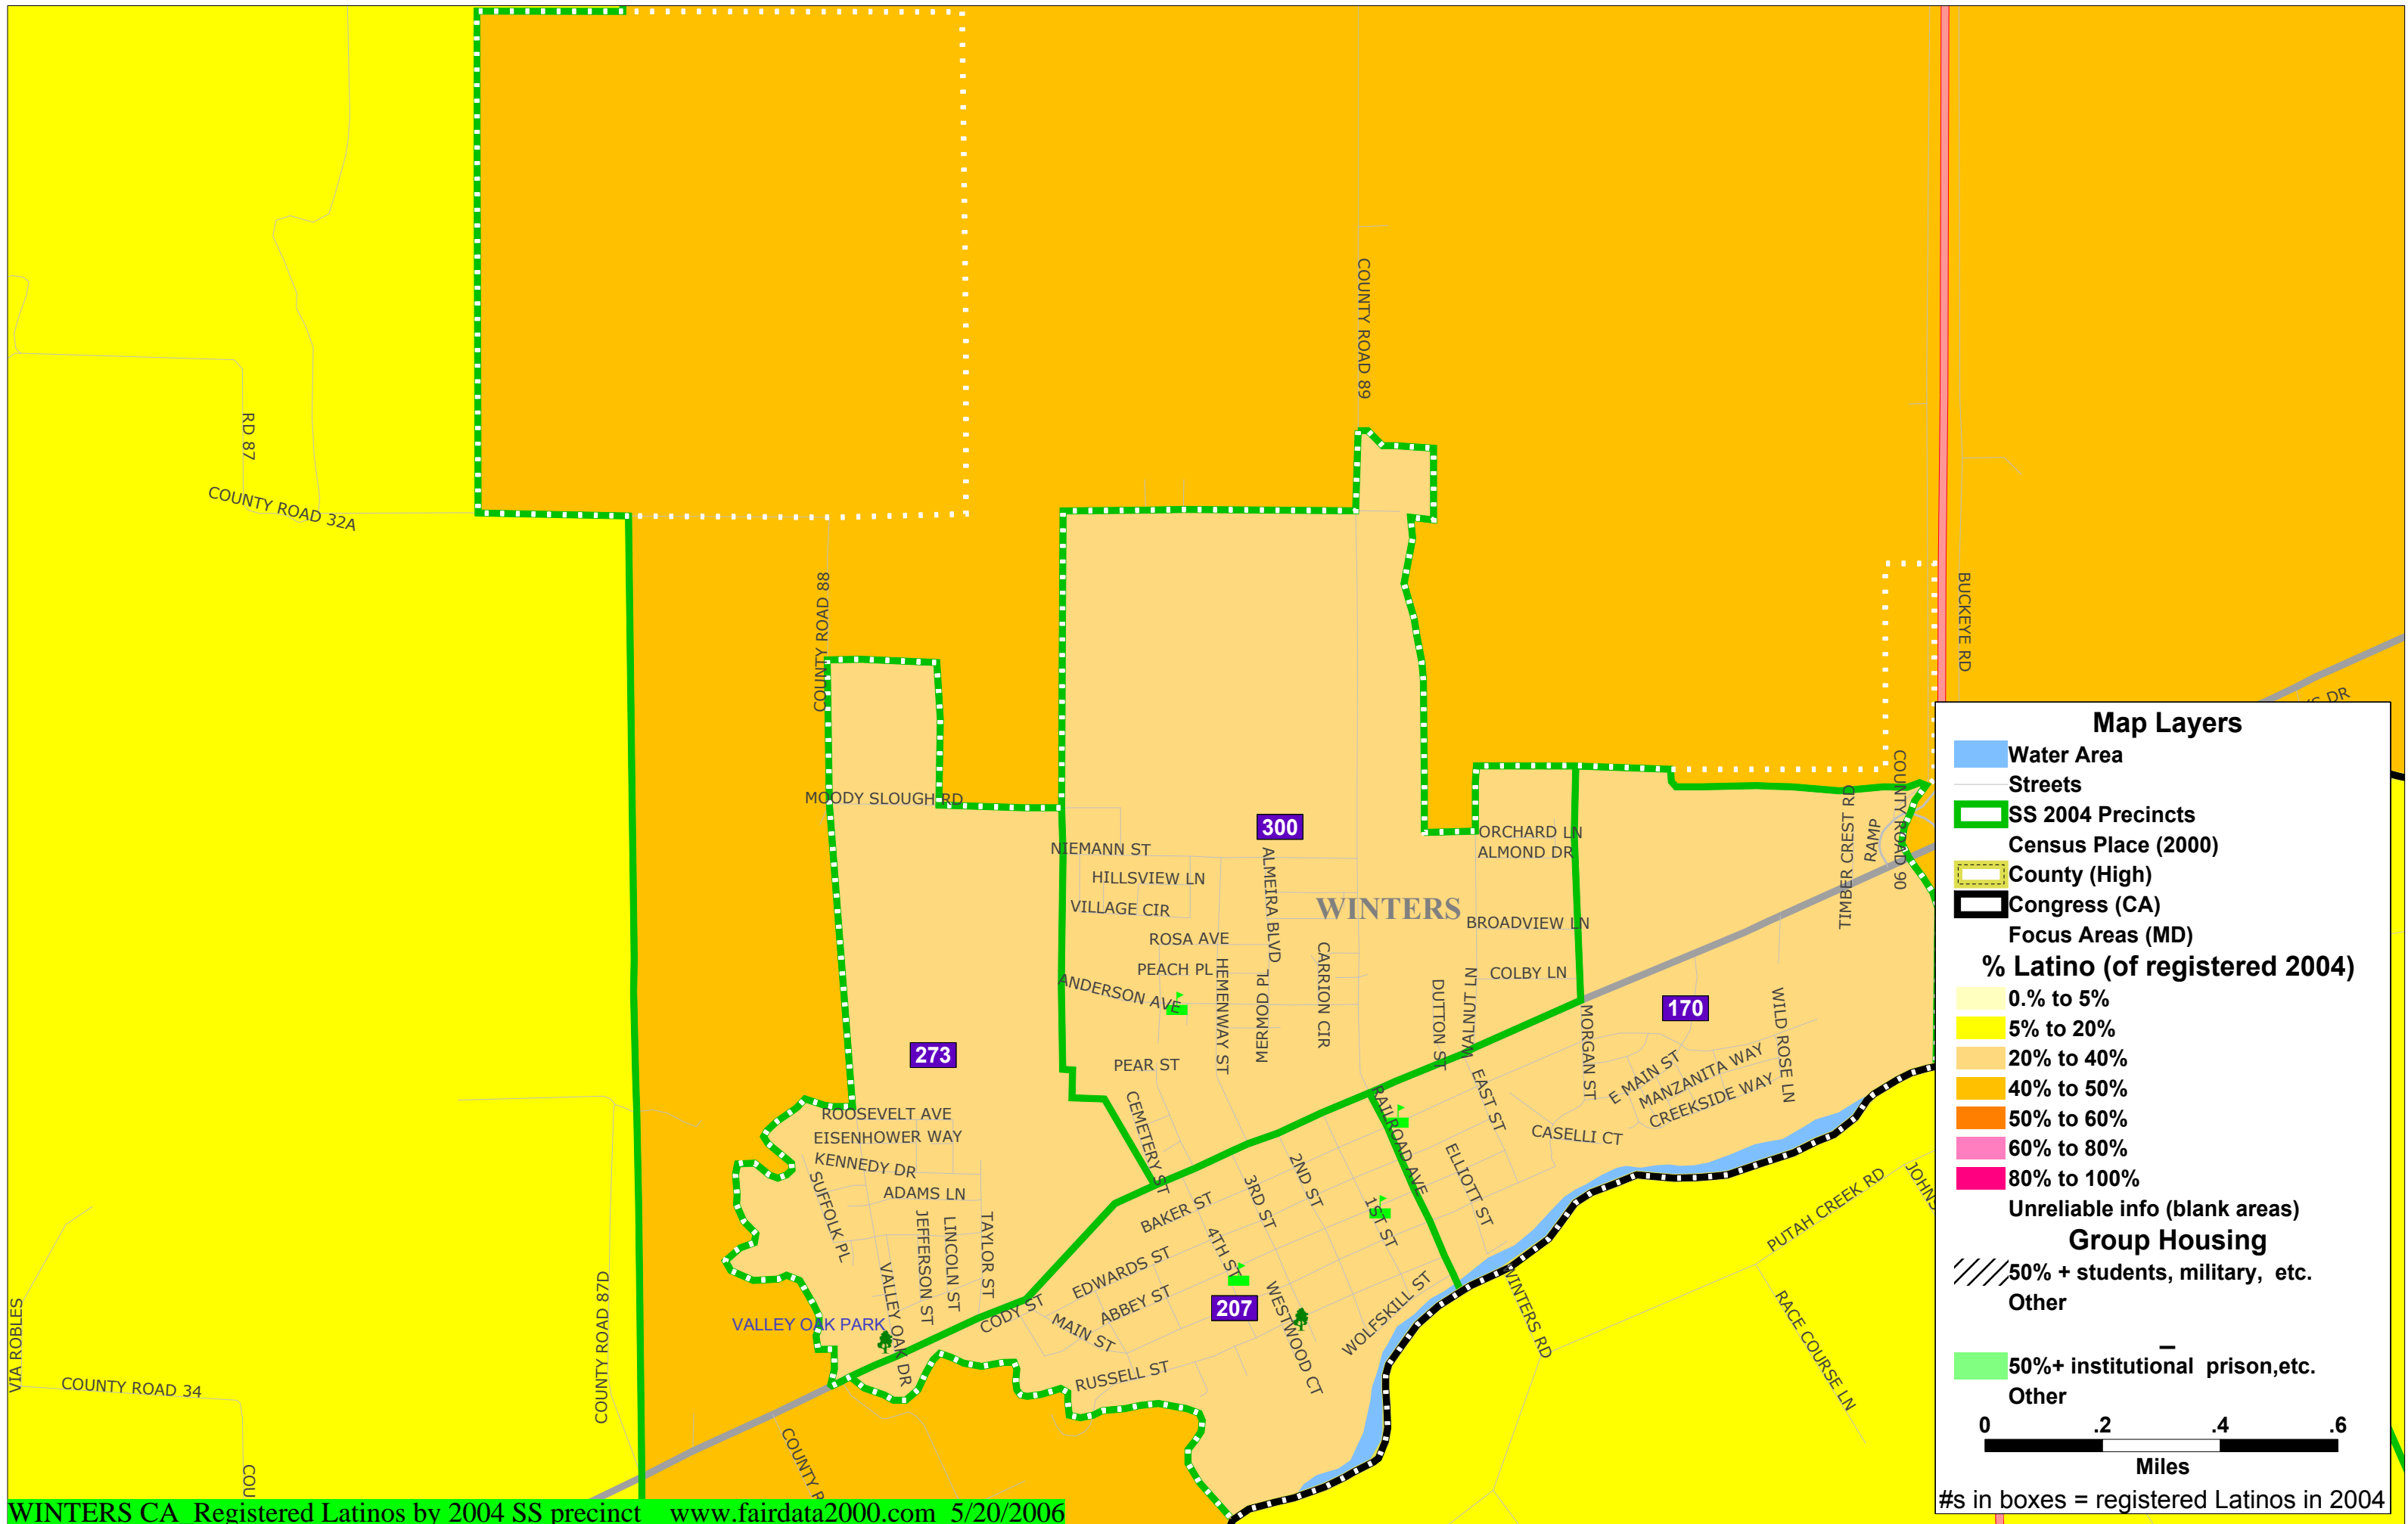 COUNTY ROAD 89
RD 87
COUNTY ROAD 32A
COUNTY ROAD 88
BUCKEYE RD
MOODY SLOUGH RD
300
ORCHARD LN
ALMOND DR
NIEMANN ST
HILLSVIEW LN
VILLAGE CIR
ALMEIRA BLVD
WINTERS
BROADVIEW LN
TIMBER CREST RD
RAMP
COUNTY ROAD 90
ROSA AVE
PEACH PL
ANDERSON AVE
HEMENWAY ST
MERMOD PL
CARRION CIR
DUTTON ST
WALNUT LN
COLBY LN
170
MORGAN ST
WILD ROSE LN
273
PEAR ST
CEMETERY ST
RAILROAD AVE
EAST ST
E MAIN ST
MANZANITA WAY
CREEKSIDE WAY
CASELLI CT
ROOSEVELT AVE
EISENHOWER WAY
KENNEDY DR
ADAMS LN
SUFFOLK PL
JEFFERSON ST
LINCOLN ST
TAYLOR ST
VALLEY OAK DR
VALLEY OAK PARK
BAKER ST
3RD ST
2ND ST
1ST ST
ELLIOTT ST
EDWARDS ST
4TH ST
ABBEY ST
CODY ST
MAIN ST
207
WESTWOOD CT
WOLFSKILL ST
RUSSELL ST
WINTERS RD
PUTAH CREEK RD
JOHNS
RACE COURSE LN
COUNTY ROAD 87D
VIA ROBLES
COUNTY ROAD 34
COU
COUNTY R
DR
Map Layers
Water Area
Streets
SS 2004 Precincts
Census Place (2000)
County (High)
Congress (CA)
Focus Areas (MD)
% Latino (of registered 2004)
0.% to 5%
5% to 20%
20% to 40%
40% to 50%
50% to 60%
60% to 80%
80% to 100%
Unreliable info (blank areas)
Group Housing
50% + students, military, etc.
Other
50%+ institutional prison,etc.
Other
0 .2 .4 .6
Miles
#s in boxes = registered Latinos in 2004
WINTERS CA Registered Latinos by 2004 SS precinct www.fairdata2000.com 5/20/2006